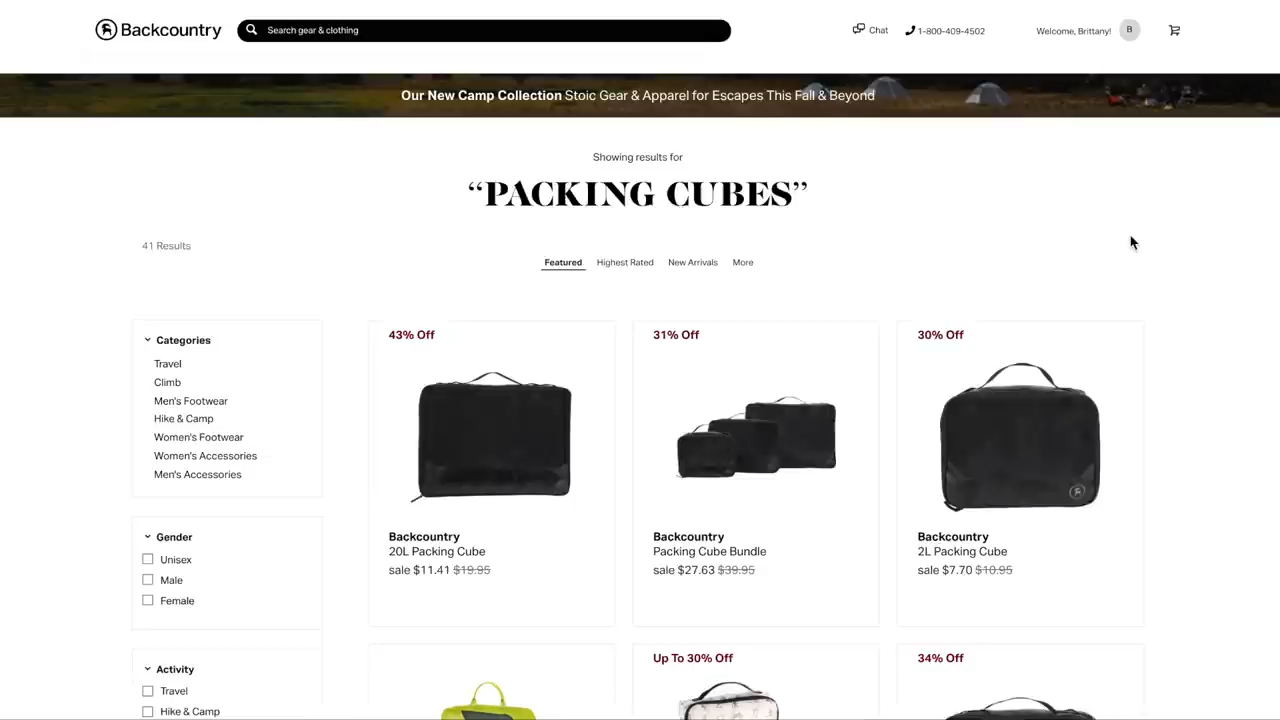 Backcountry
Search gear & clothing
Chat
1-800-409-4502
Welcome, Brittany!
B
Our New Camp Collection Stoic Gear & Apparel for Escapes This Fall & Beyond
Showing results for
“PACKING CUBES”
41 Results
Featured
Highest Rated
New Arrivals
More
Categories
Travel
Climb
Men's Footwear
Hike & Camp
Women's Footwear
Women's Accessories
Men's Accessories
Gender
Unisex
Male
Female
Activity
Travel
Hike & Camp
43% Off
Backcountry
20L Packing Cube
sale $11.41 $19.95
31% Off
Backcountry
Packing Cube Bundle
sale $27.63 $39.95
30% Off
Backcountry
2L Packing Cube
sale $7.70 $10.95
Up To 30% Off
34% Off